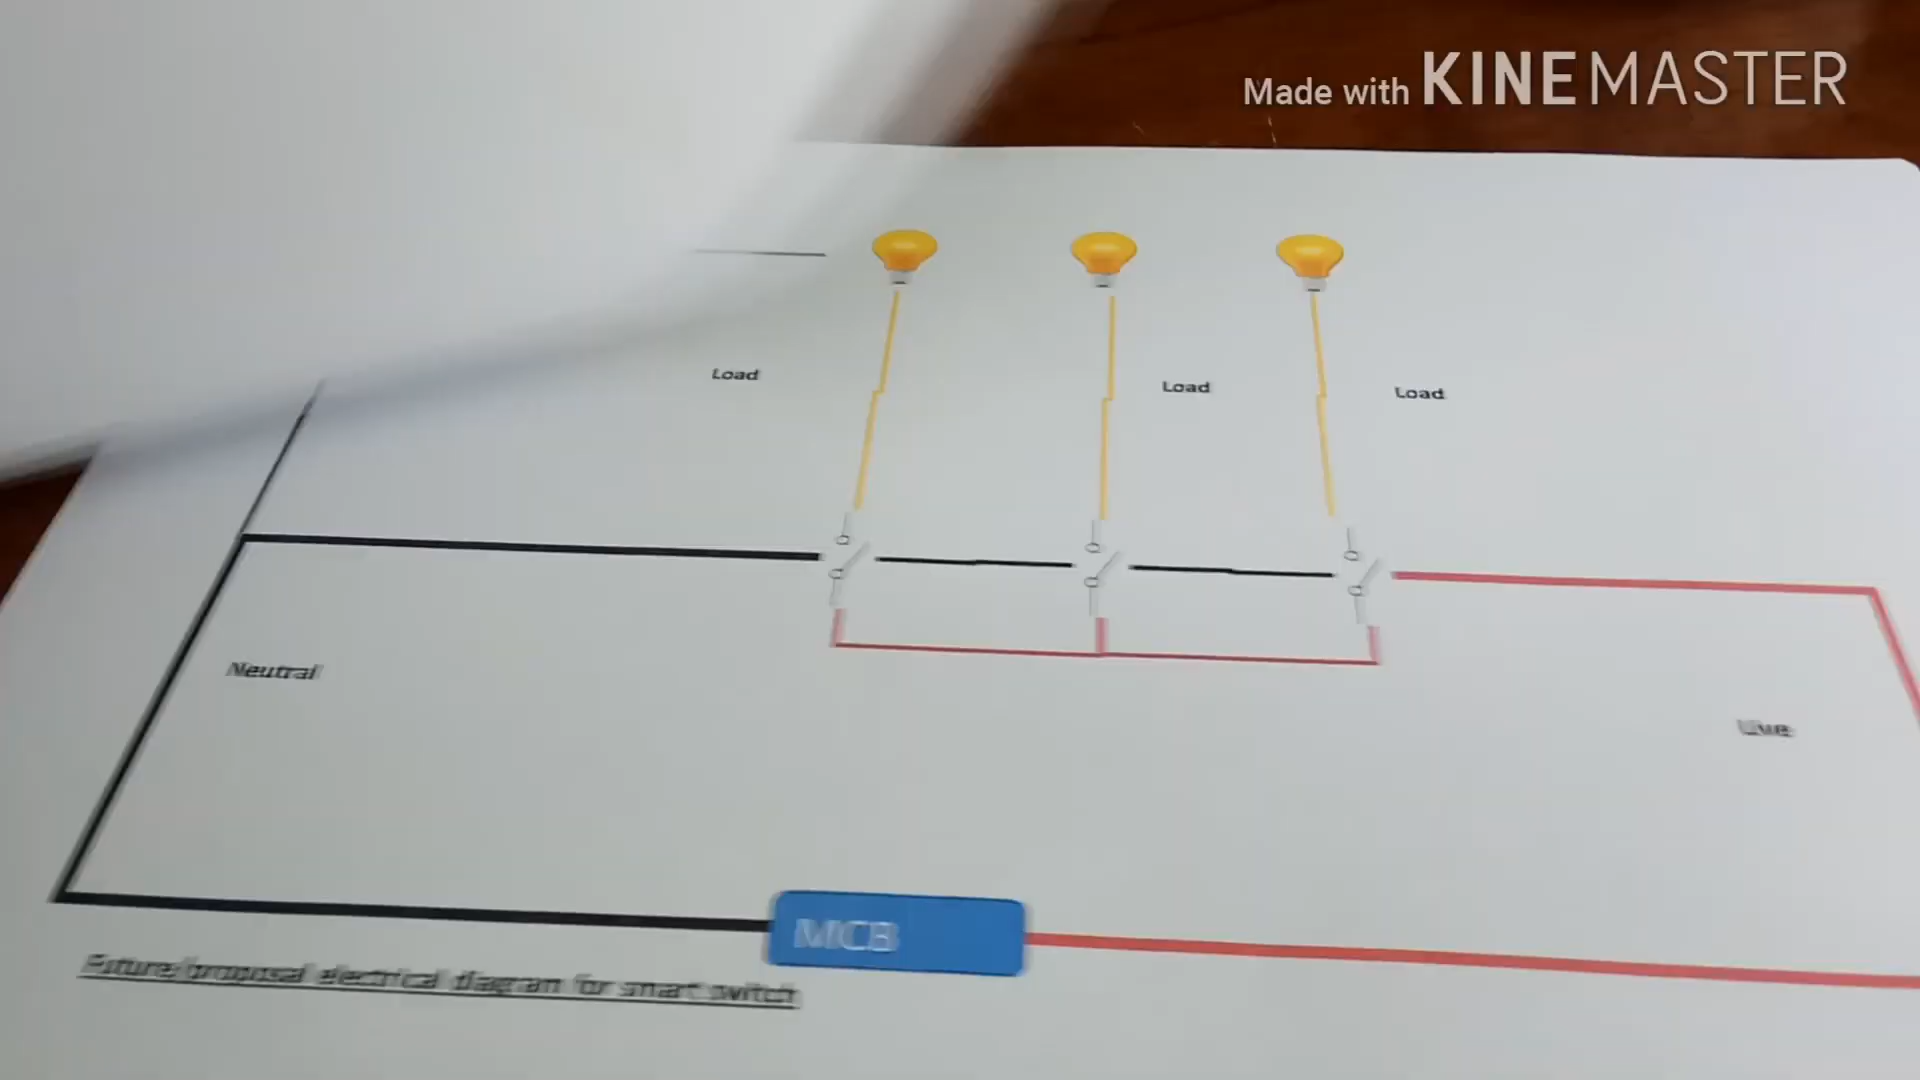 Made with KINEMASTER
Load
Load
Load
Neutral
Live
MCB
Future/proposal electrical diagram for smart switch